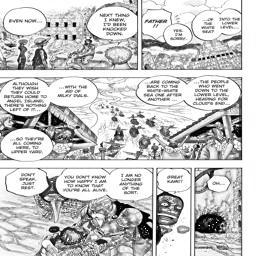 INTO THE
LOWER
LEVEL...
...OF
THE
WHITE
SEA?
FATHER
!!
YES.
I'M
SORRY.
NEXT THING
I KNEW,
I'D BEEN
KNOCKED
DOWN.
EVEN NOW...
...THE PEOPLE
WHO WENT
DOWN TO THE
LOWER LEVEL,
HEADING FOR
CLOUD'S END...
...ARE COMING
BACK TO THE
WHITE-WHITE
SEA ONE AFTER
ANOTHER...
...WITH THE
AID OF
MILKY DIALS.
ALTHOUGH
THEY WISH
THEY COULD
RETURN HOME TO
ANGEL ISLAND,
THERE'S NOTHING
LEFT OF IT...
...SO THEY'RE
ALL COMING
HERE, TO
UPPER YARD.
OH...
GREAT
KAMI!!
I AM NO
LONGER
ANYTHING
OF THE
SORT.
YOU DON'T KNOW
HOW HAPPY I AM
TO KNOW THAT
YOU'RE ALL ALIVE.
DON'T
SPEAK.
JUST
REST.